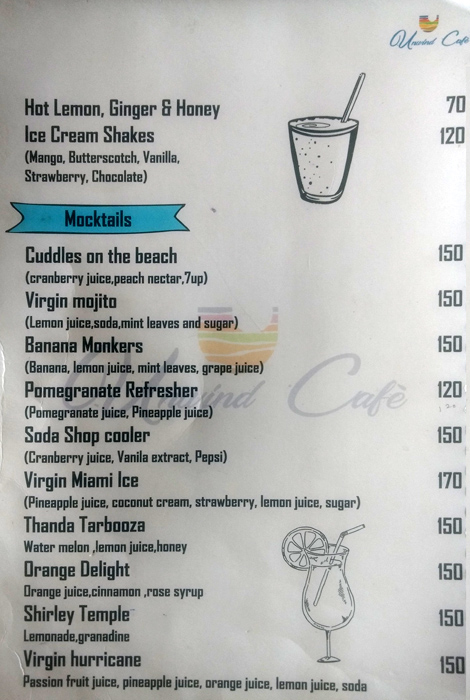 Unwind Cafè
Hot Lemon, Ginger & Honey 70
Ice Cream Shakes 120
(Mango, Butterscotch, Vanilla,
Strawberry, Chocolate)
Mocktails
Cuddles on the beach 150
(cranberry juice,peach nectar,7up)
Virgin mojito 150
(Lemon juice,soda,mint leaves and sugar)
Banana Monkers 150
(Banana, lemon juice, mint leaves, grape juice)
Pomegranate Refresher 120
(Pomegranate juice, Pineapple juice)
Unwind Cafè
Soda Shop cooler 150
(Cranberry juice, Vanila extract, Pepsi)
Virgin Miami Ice 170
(Pineapple juice, coconut cream, strawberry, lemon juice, sugar)
Thanda Tarbooza 150
Water melon ,lemon juice,honey
Orange Delight 150
Orange juice,cinnamon ,rose syrup
Shirley Temple 150
Lemonade,granadine
Virgin hurricane 150
Passion fruit juice, pineapple juice, orange juice, lemon juice, soda